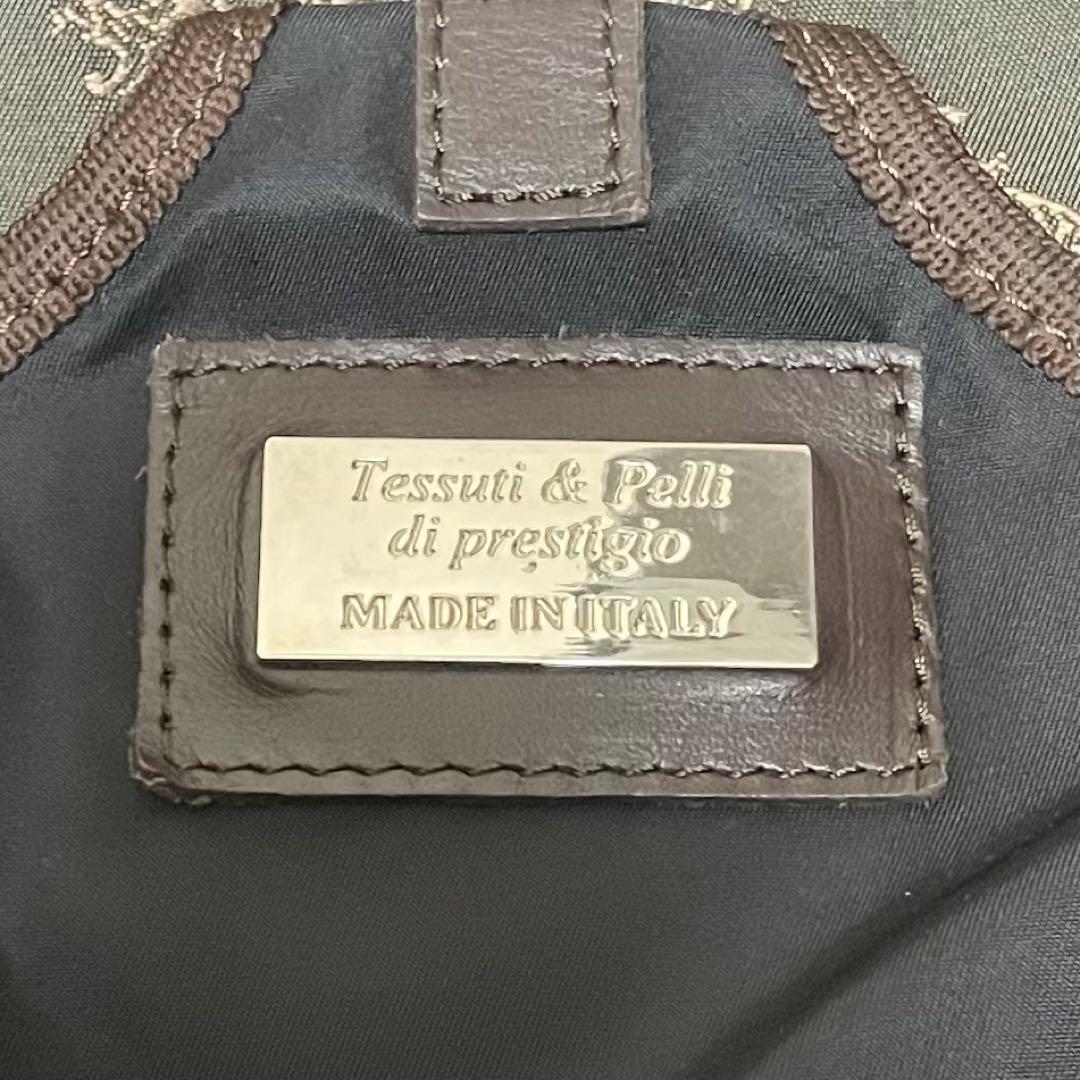 Tessuti & Pelli
di prestigio
MADE IN ITALY